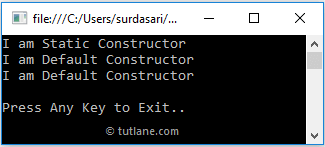 file:///C:/Users/surdasari/...
I am Static Constructor
I am Default Constructor
I am Default Constructor
Press Any Key to Exit..
© tutlane.com